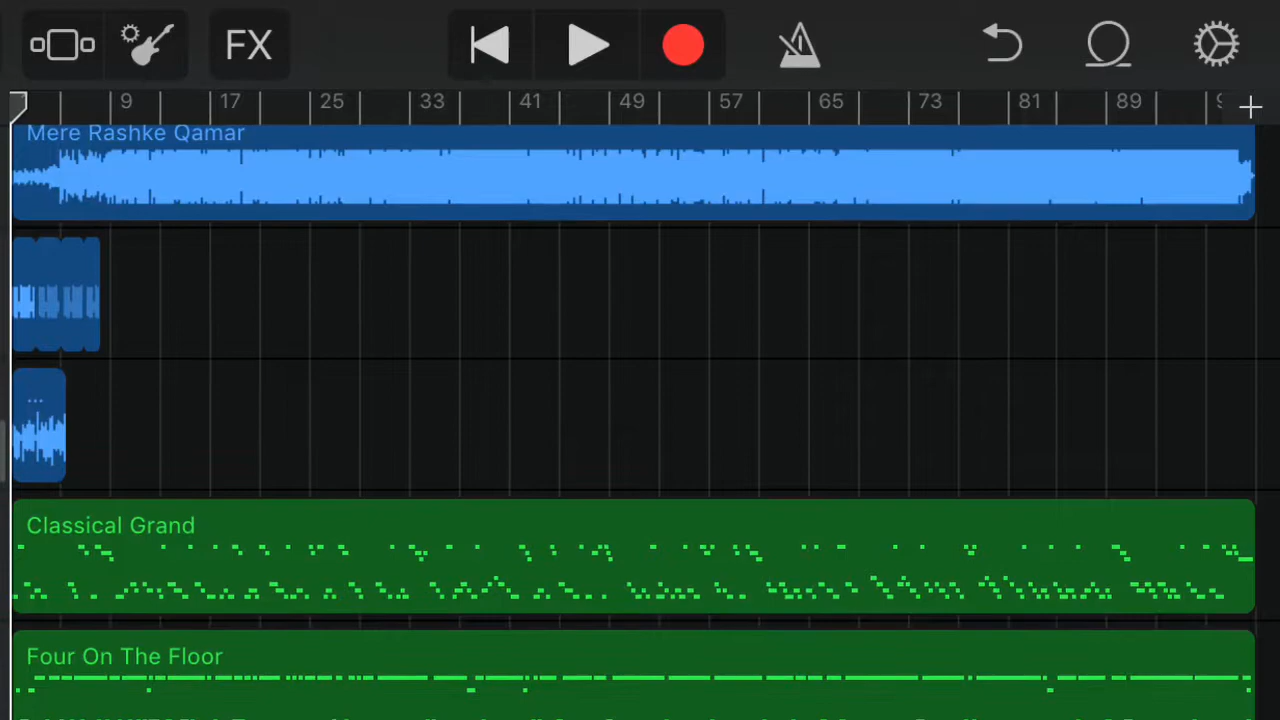 FX
9 17 25 33 41 49 57 65 73 81 89
Mere Rashke Qamar
...
Classical Grand
Four On The Floor